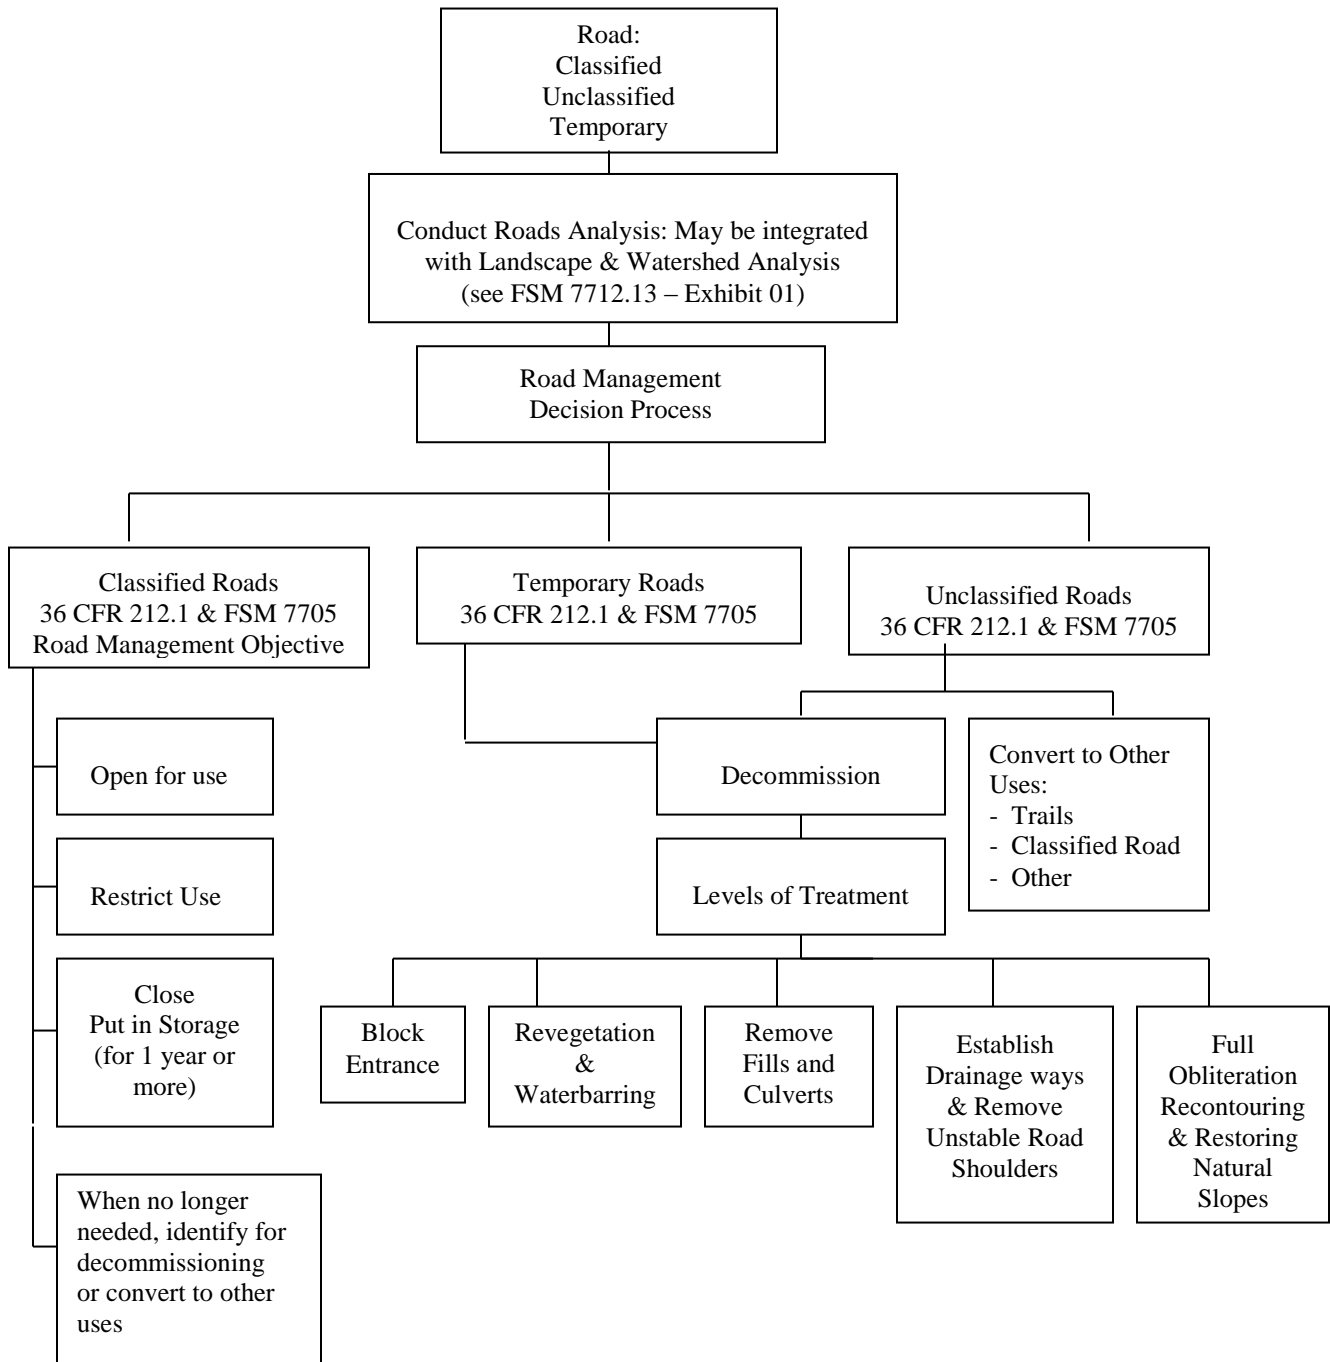 Road:
Classified
Unclassified
Temporary
Conduct Roads Analysis: May be integrated
with Landscape & Watershed Analysis
(see FSM 7712.13 – Exhibit 01)
Road Management
Decision Process
Classified Roads
36 CFR 212.1 & FSM 7705
Road Management Objective
Temporary Roads
36 CFR 212.1 & FSM 7705
Unclassified Roads
36 CFR 212.1 & FSM 7705
Open for use
Restrict Use
Close
Put in Storage
(for 1 year or
more)
When no longer
needed, identify for
decommissioning
or convert to other
uses
Decommission
Convert to Other
Uses:
- Trails
- Classified Road
- Other
Levels of Treatment
Block
Entrance
Revegetation
&
Waterbarring
Remove
Fills and
Culverts
Establish
Drainage ways
& Remove
Unstable Road
Shoulders
Full
Obliteration
Recontouring
& Restoring
Natural
Slopes